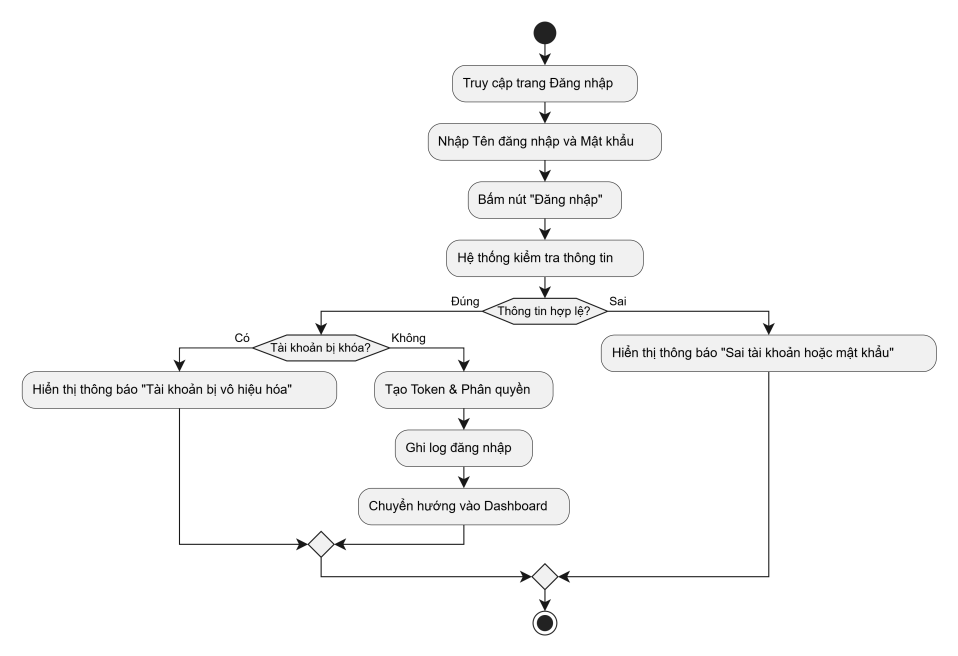 Truy cập trang Đăng nhập
Nhập Tên đăng nhập và Mật khẩu
Bấm nút "Đăng nhập"
Hệ thống kiểm tra thông tin
Thông tin hợp lệ?
Đúng
Sai
Tài khoản bị khóa?
Có
Không
Hiển thị thông báo "Tài khoản bị vô hiệu hóa"
Tạo Token & Phân quyền
Ghi log đăng nhập
Chuyển hướng vào Dashboard
Hiển thị thông báo "Sai tài khoản hoặc mật khẩu"